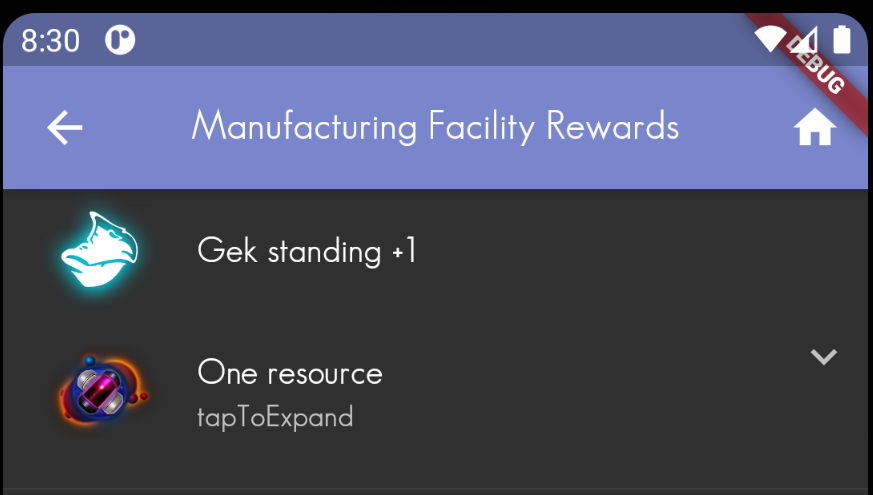 8:30
DEBUG
Manufacturing Facility Rewards
Gek standing +1
One resource
tapToExpand